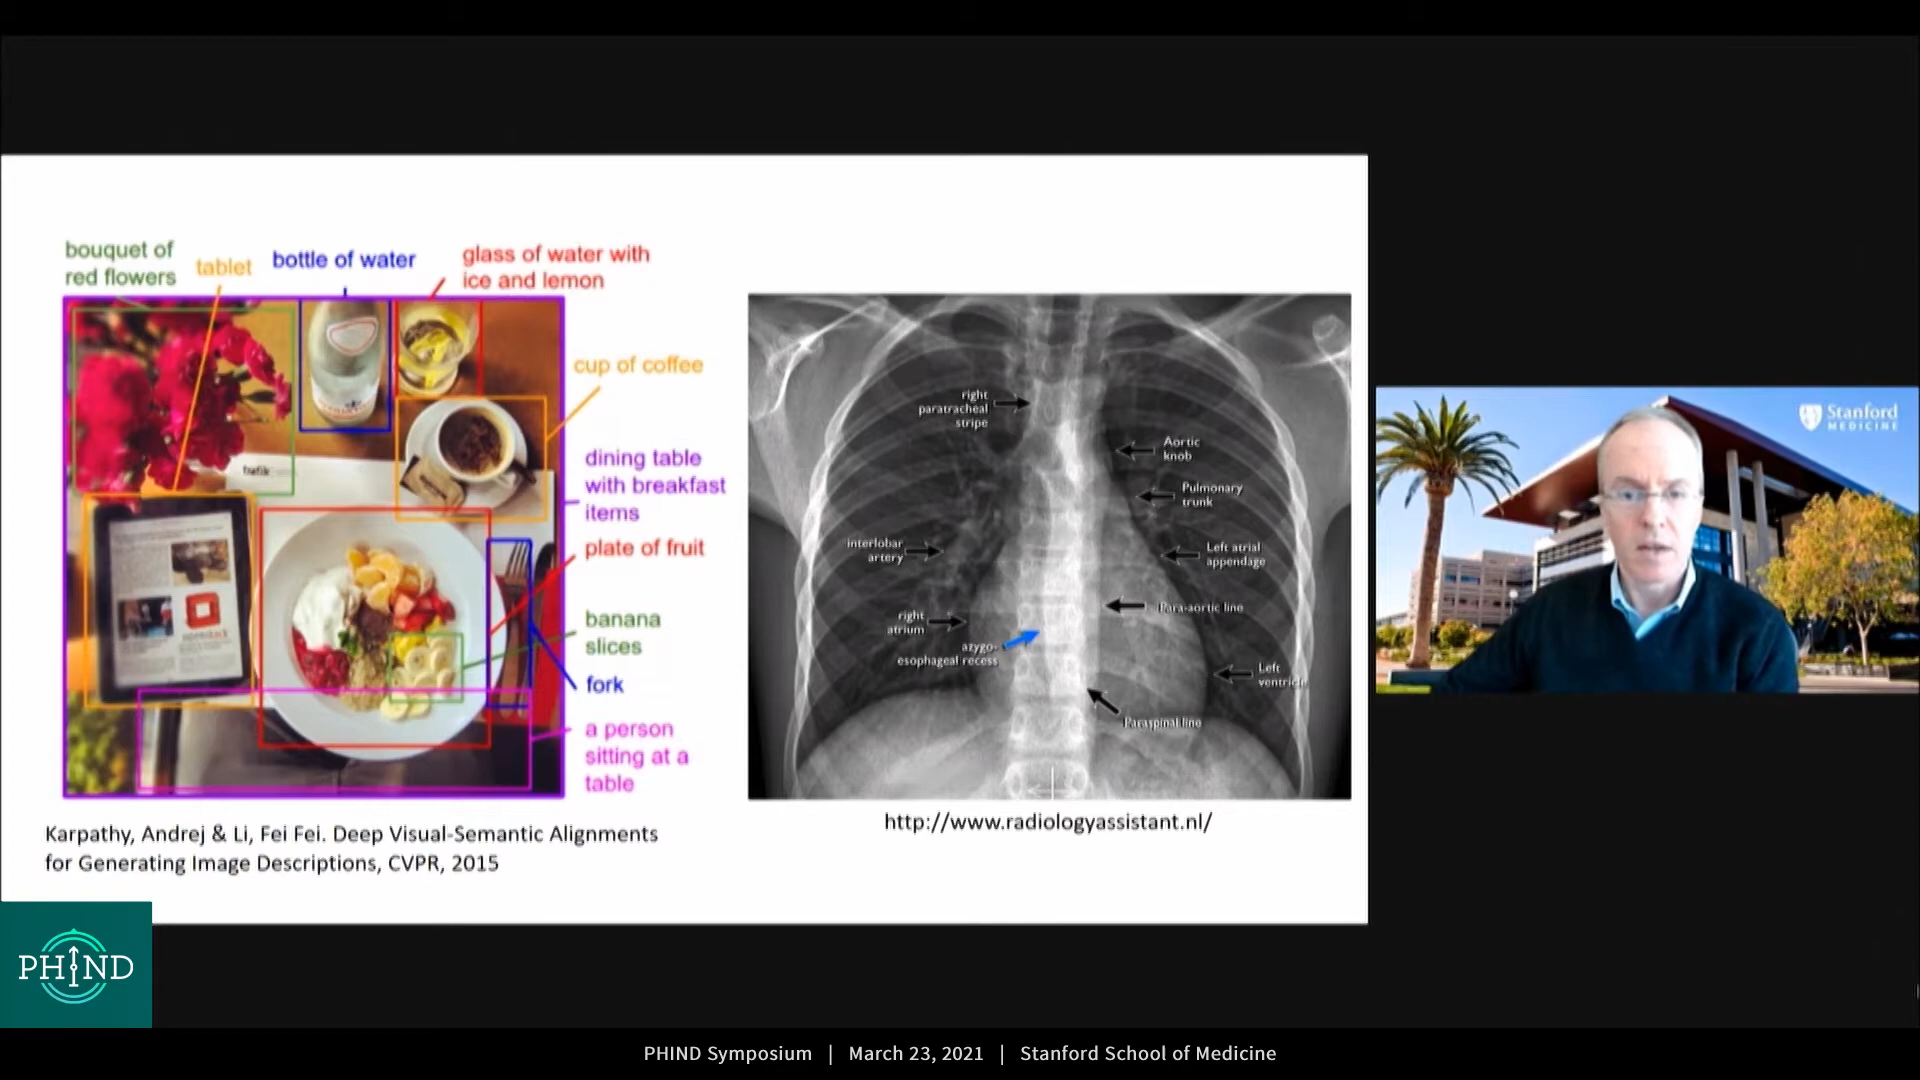 bouquet of
red flowers
tablet
bottle of water
glass of water with
ice and lemon
cup of coffee
dining table
with breakfast
items
plate of fruit
banana
slices
fork
a person
sitting at a
table
Karpathy, Andrej & Li, Fei Fei. Deep Visual-Semantic Alignments
for Generating Image Descriptions, CVPR, 2015
right
paratracheal
stripe
Aortic
knob
Pulmonary
trunk
interlobar
artery
Left atrial
appendage
Para-aortic line
right
atrium
azygo-
esophageal recess
Left
ventricle
Paraspinal line
http://www.radiologyassistant.nl/
Stanford
MEDICINE
PHIND
PHIND Symposium | March 23, 2021 | Stanford School of Medicine